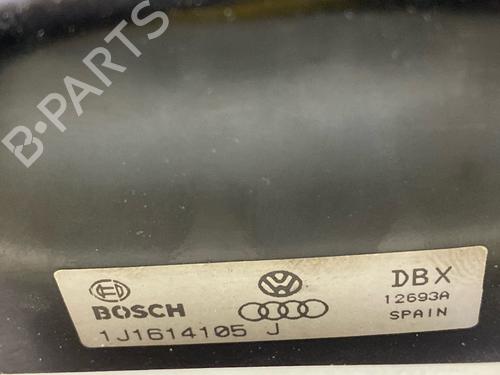 B-PARTS
BOSCH
1J1614105 J
DBX
12693A
SPAIN